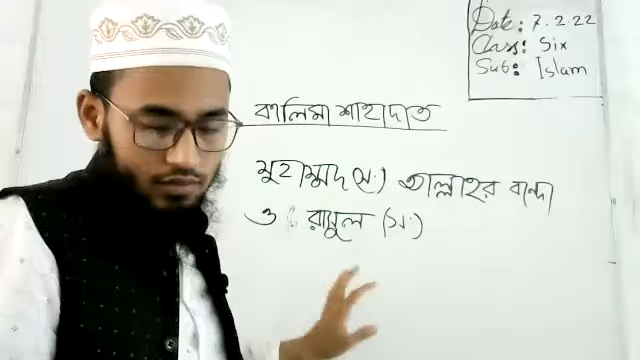 Date: 7.2.22
Class: Six
Sub: Islam
কালিমা শাহাদাত
মুহাম্মদ (স:) আল্লাহর বান্দা
ও রাসুল (স:)